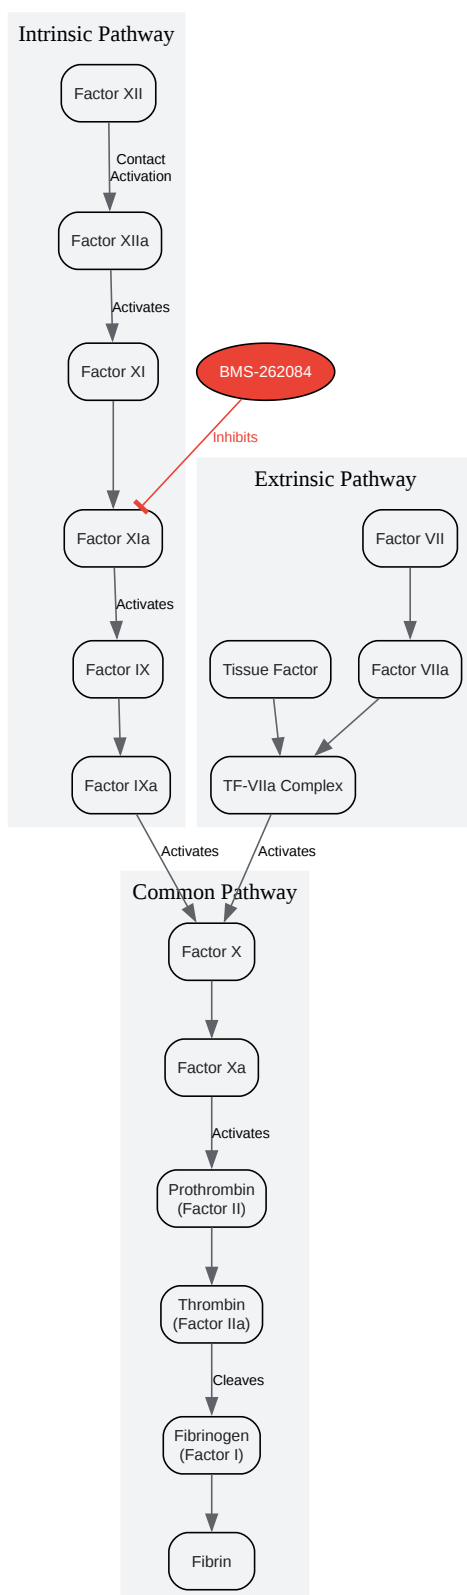 Intrinsic Pathway
Factor XII
Contact
Activation
Factor XIIa
Activates
Factor XI
BMS-262084
Inhibits
Extrinsic Pathway
Factor XIa
Factor VII
Activates
Factor IX
Tissue Factor
Factor VIIa
Factor IXa
TF-VIIa Complex
Activates
Activates
Common Pathway
Factor X
Factor Xa
Activates
Prothrombin
(Factor II)
Thrombin
(Factor IIa)
Cleaves
Fibrinogen
(Factor I)
Fibrin